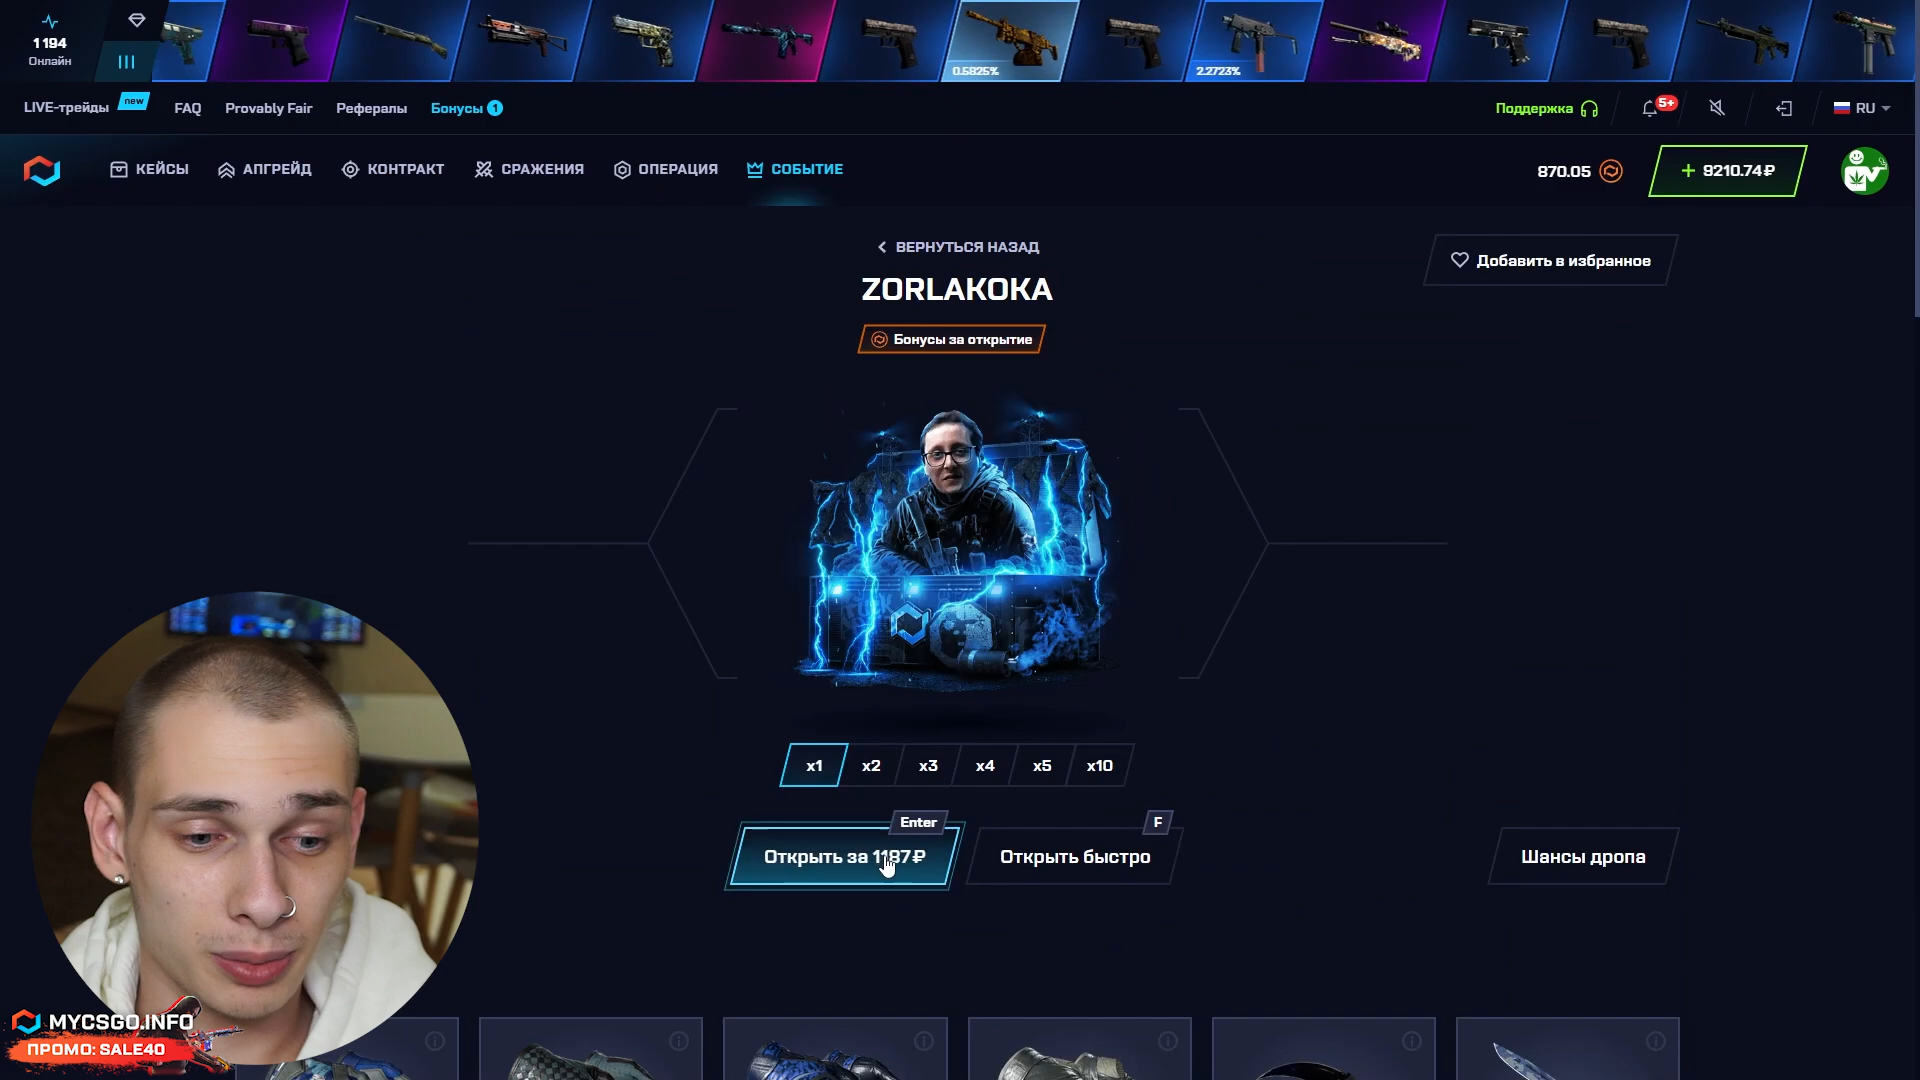 1 194
Онлайн
0.5825%
2.2723%
LIVE-трейды
new
FAQ
Provably Fair
Рефералы
Бонусы 1
Поддержка
5+
RU
КЕЙСЫ
АПГРЕЙД
КОНТРАКТ
СРАЖЕНИЯ
ОПЕРАЦИЯ
СОБЫТИЕ
870.05
+ 9210.74₽
ВЕРНУТЬСЯ НАЗАД
Добавить в избранное
ZORLAKOKA
Бонусы за открытие
x1
x2
x3
x4
x5
x10
Enter
F
Открыть за 1187₽
Открыть быстро
Шансы дропа
MYCSGO.INFO
ПРОМО: SALE40